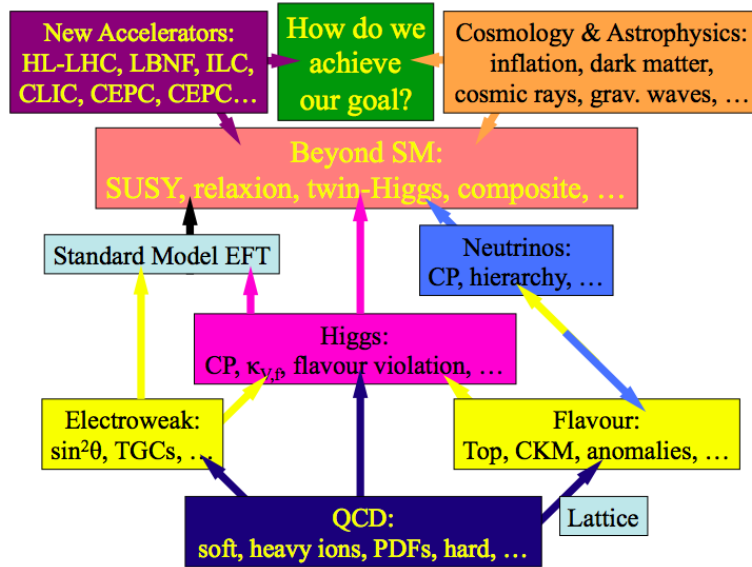 New Accelerators:
HL-LHC, LBNF, ILC,
CLIC, CEPC, CEPC…
How do we
achieve
our goal?
Cosmology & Astrophysics:
inflation, dark matter,
cosmic rays, grav. waves, …
Beyond SM:
SUSY, relaxion, twin-Higgs, composite, …
Standard Model EFT
Neutrinos:
CP, hierarchy, …
Higgs:
CP, κV,f, flavour violation, …
Electroweak:
sin²θ, TGCs, …
Flavour:
Top, CKM, anomalies, …
QCD:
soft, heavy ions, PDFs, hard, …
Lattice